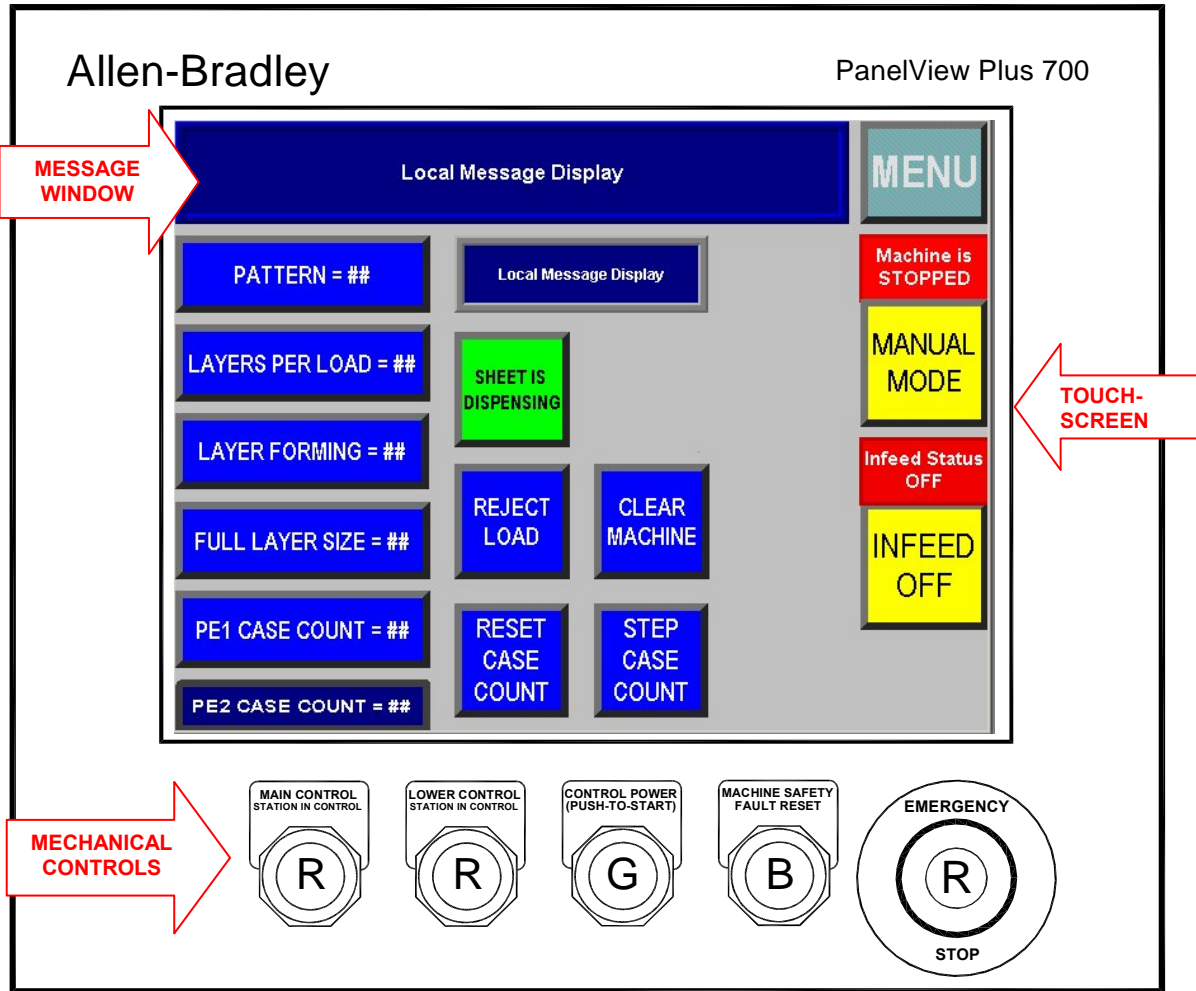 Allen-Bradley
PanelView Plus 700
MESSAGE
WINDOW
Local Message Display
MENU
PATTERN = ##
Local Message Display
Machine is
STOPPED
LAYERS PER LOAD = ##
SHEET IS
DISPENSING
MANUAL
MODE
TOUCH-
SCREEN
LAYER FORMING = ##
Infeed Status
OFF
FULL LAYER SIZE = ##
REJECT
LOAD
CLEAR
MACHINE
INFEED
OFF
PE1 CASE COUNT = ##
RESET
CASE
COUNT
STEP
CASE
COUNT
PE2 CASE COUNT = ##
MECHANICAL
CONTROLS
MAIN CONTROL
STATION IN CONTROL
R
LOWER CONTROL
STATION IN CONTROL
R
CONTROL POWER
(PUSH-TO-START)
G
MACHINE SAFETY
FAULT RESET
B
EMERGENCY
R
STOP